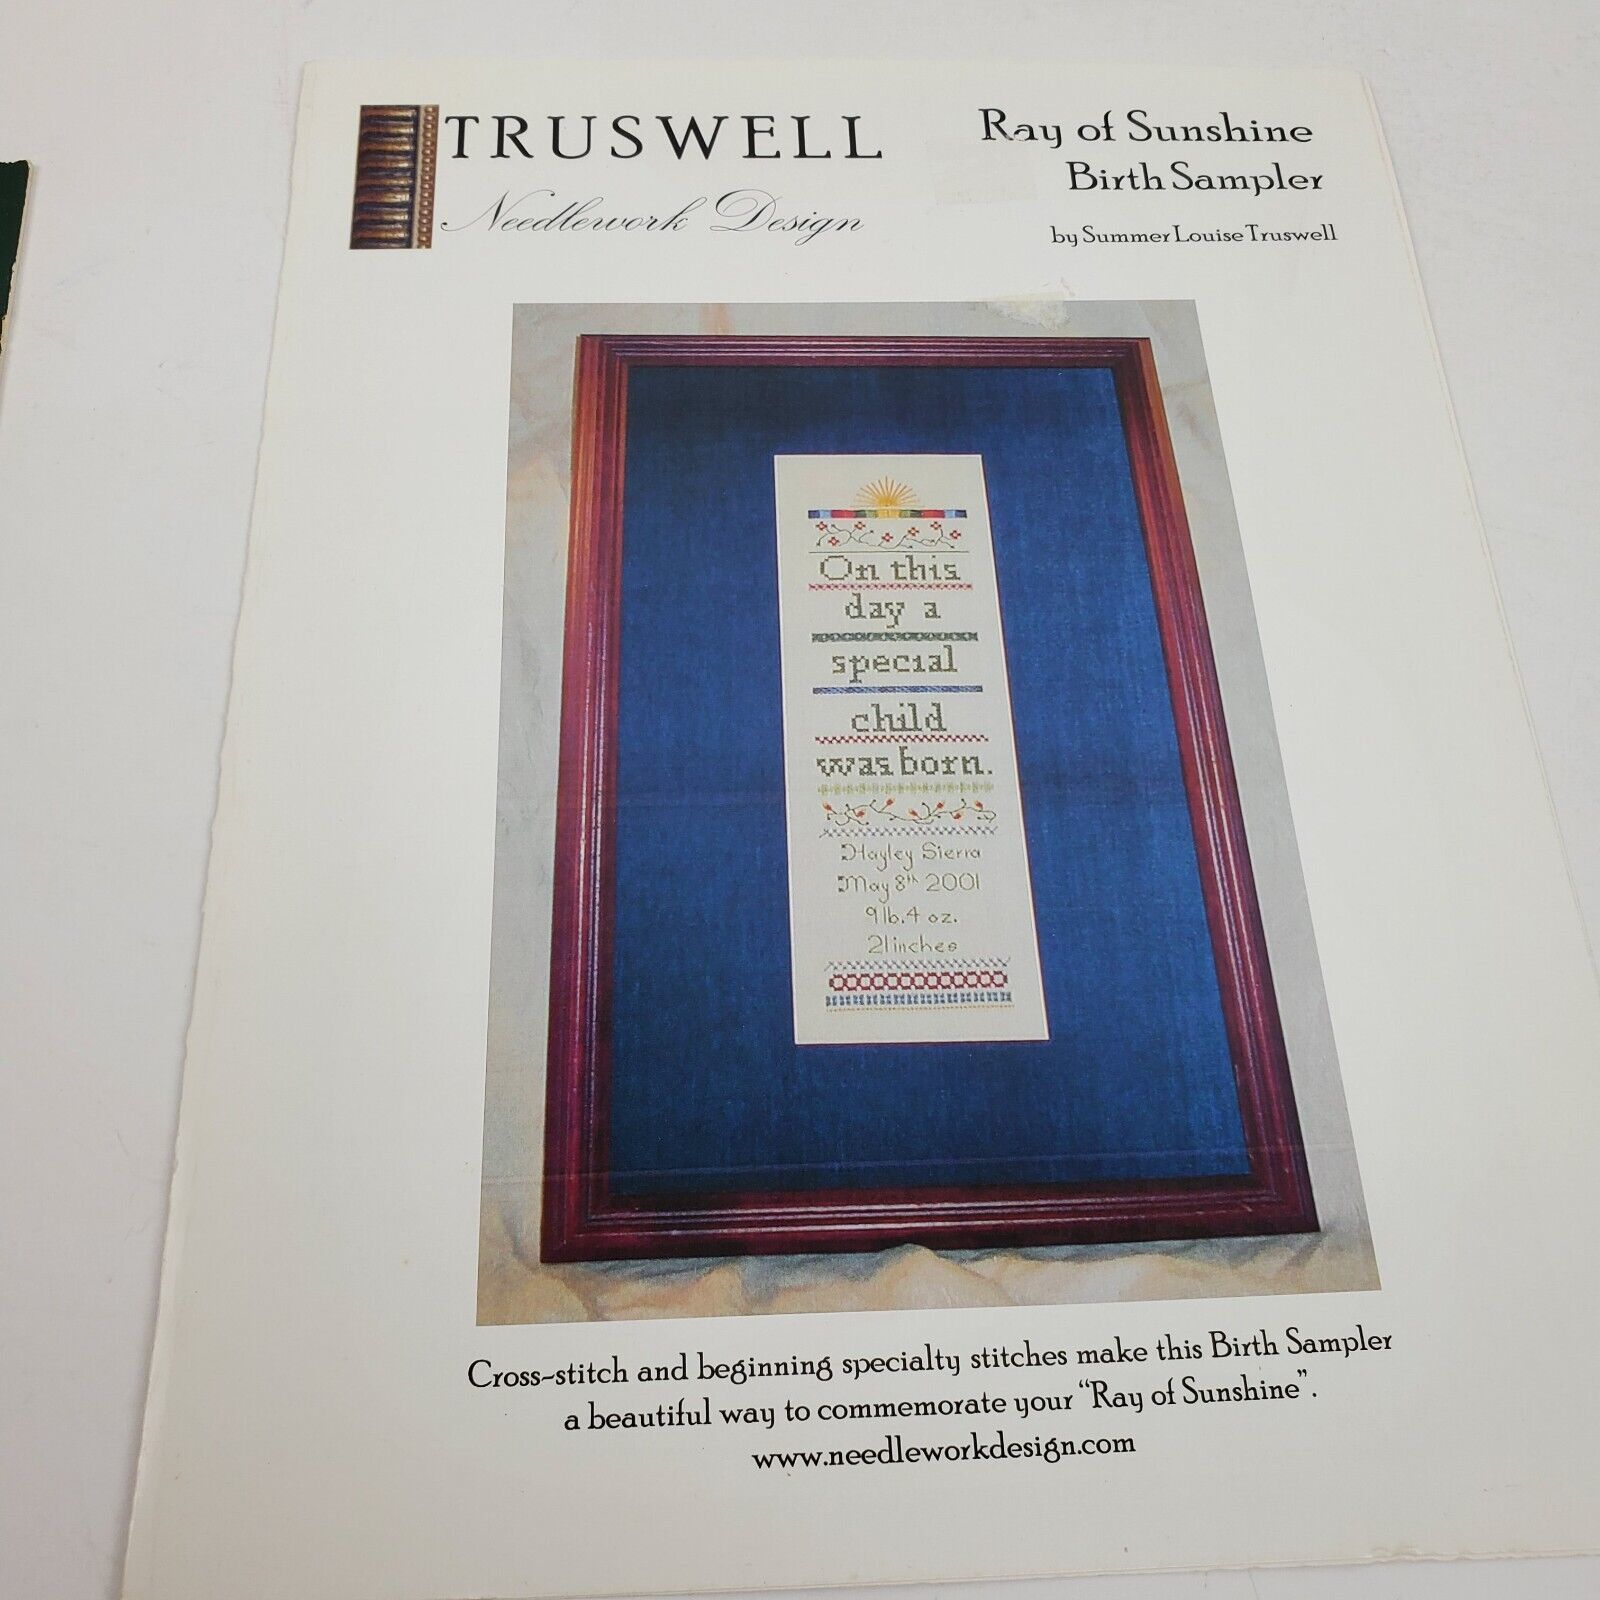 TRUSWELL
Needlework Design
Ray of Sunshine
Birth Sampler
by Summer Louise Truswell
On this
day a
special
child
was born.
Hayley Sierra
May 8th 2001
9 lb. 4 oz.
21 inches
Cross-stitch and beginning specialty stitches make this Birth Sampler
a beautiful way to commemorate your “Ray of Sunshine”.
www.needleworkdesign.com